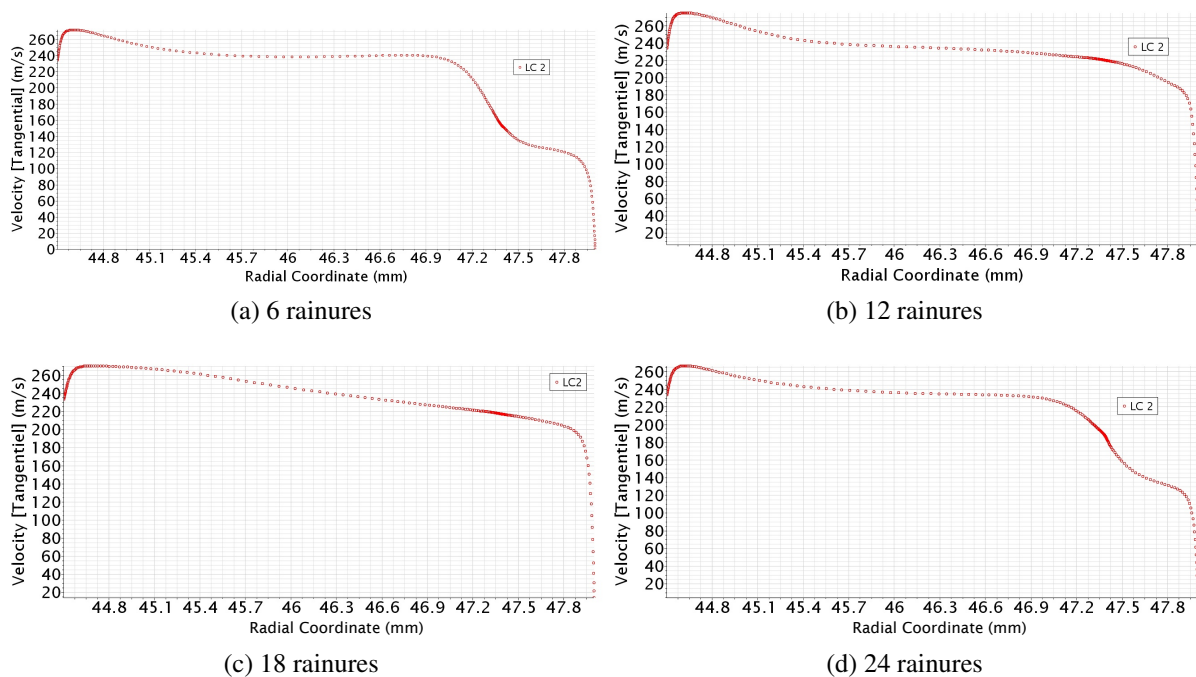 260
240
220
200
180
160
140
120
100
80
60
40
20
0
Velocity [Tangential] (m/s)
LC 2
44.8 45.1 45.4 45.7 46 46.3 46.6 46.9 47.2 47.5 47.8
Radial Coordinate (mm)
(a) 6 rainures
260
240
220
200
180
160
140
120
100
80
60
40
20
Velocity [Tangentiel] (m/s)
LC 2
44.8 45.1 45.4 45.7 46 46.3 46.6 46.9 47.2 47.5 47.8
Radial Coordinate (mm)
(b) 12 rainures
260
240
220
200
180
160
140
120
100
80
60
40
20
Velocity [Tangentiel] (m/s)
LC2
44.8 45.1 45.4 45.7 46 46.3 46.6 46.9 47.2 47.5 47.8
Radial Coordinate (mm)
(c) 18 rainures
260
240
220
200
180
160
140
120
100
80
60
40
20
Velocity [Tangentiel] (m/s)
LC 2
44.8 45.1 45.4 45.7 46 46.3 46.6 46.9 47.2 47.5 47.8
Radial Coordinate (mm)
(d) 24 rainures